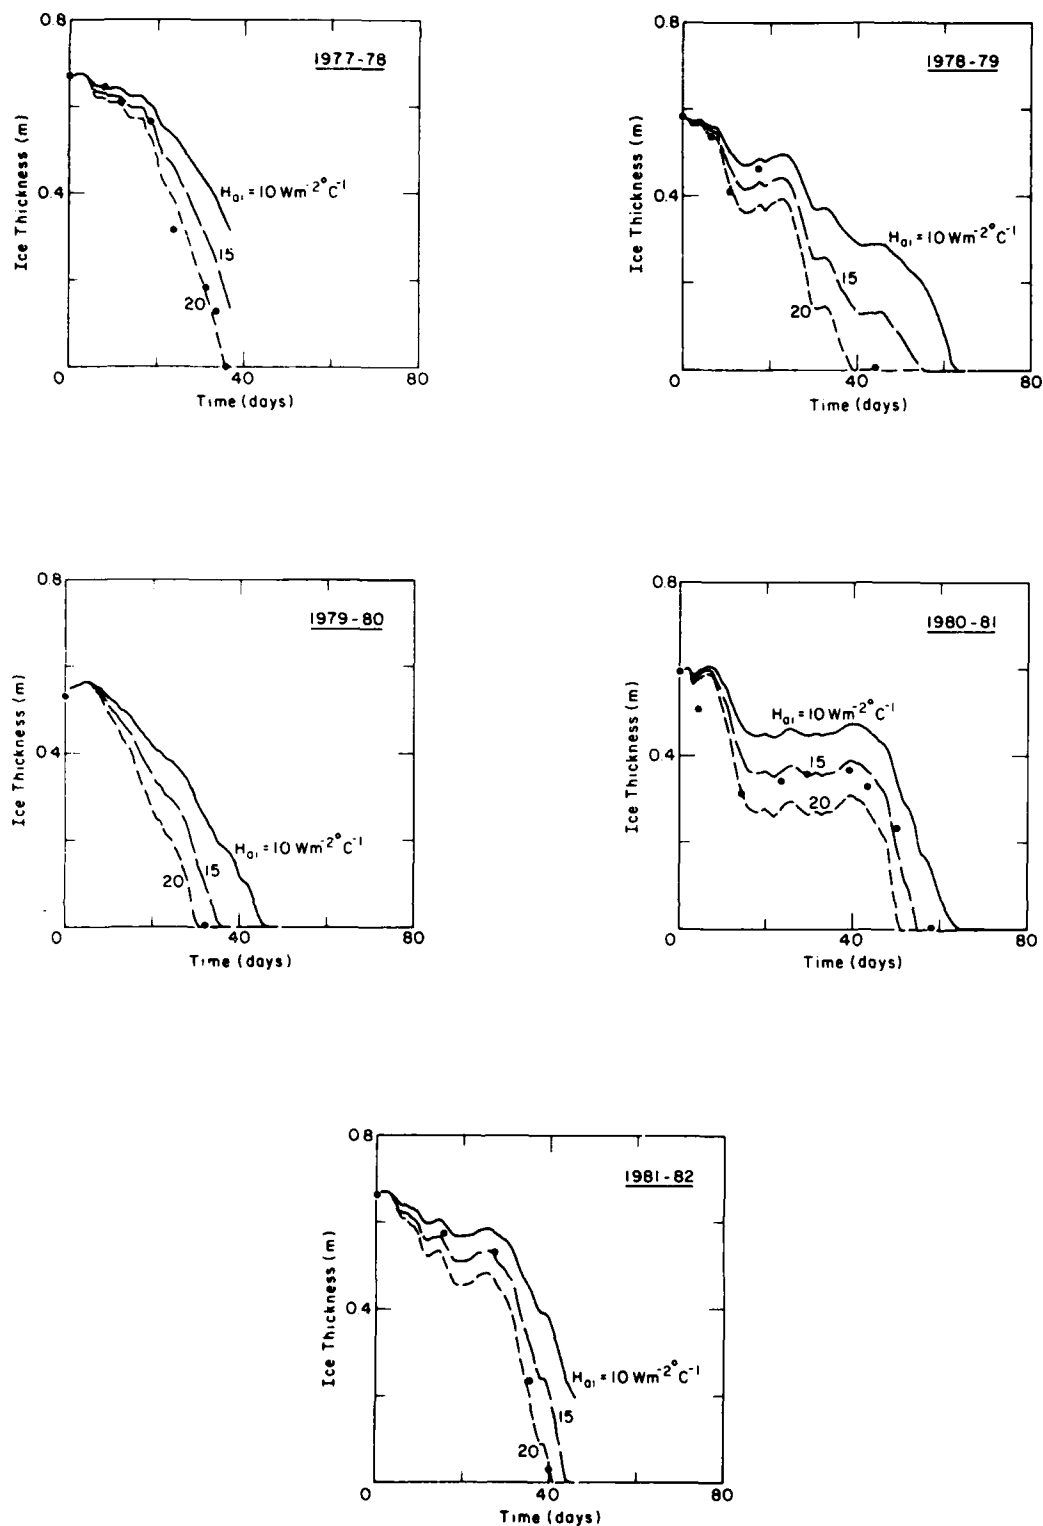 1977-78
0.8
0.4
0
40
80
Ice Thickness (m)
Time (days)
Hai = 10 Wm-2°C-1
15
20
1978-79
0.8
0.4
0
40
80
Ice Thickness (m)
Time (days)
Hai = 10 Wm-2°C-1
15
20
1979-80
0.8
0.4
0
40
80
Ice Thickness (m)
Time (days)
Hai = 10 Wm-2°C-1
15
20
1980-81
0.8
0.4
0
40
80
Ice Thickness (m)
Time (days)
Hai = 10 Wm-2°C-1
15
20
1981-82
0.8
0.4
0
40
80
Ice Thickness (m)
Time (days)
Hai = 10 Wm-2°C-1
15
20